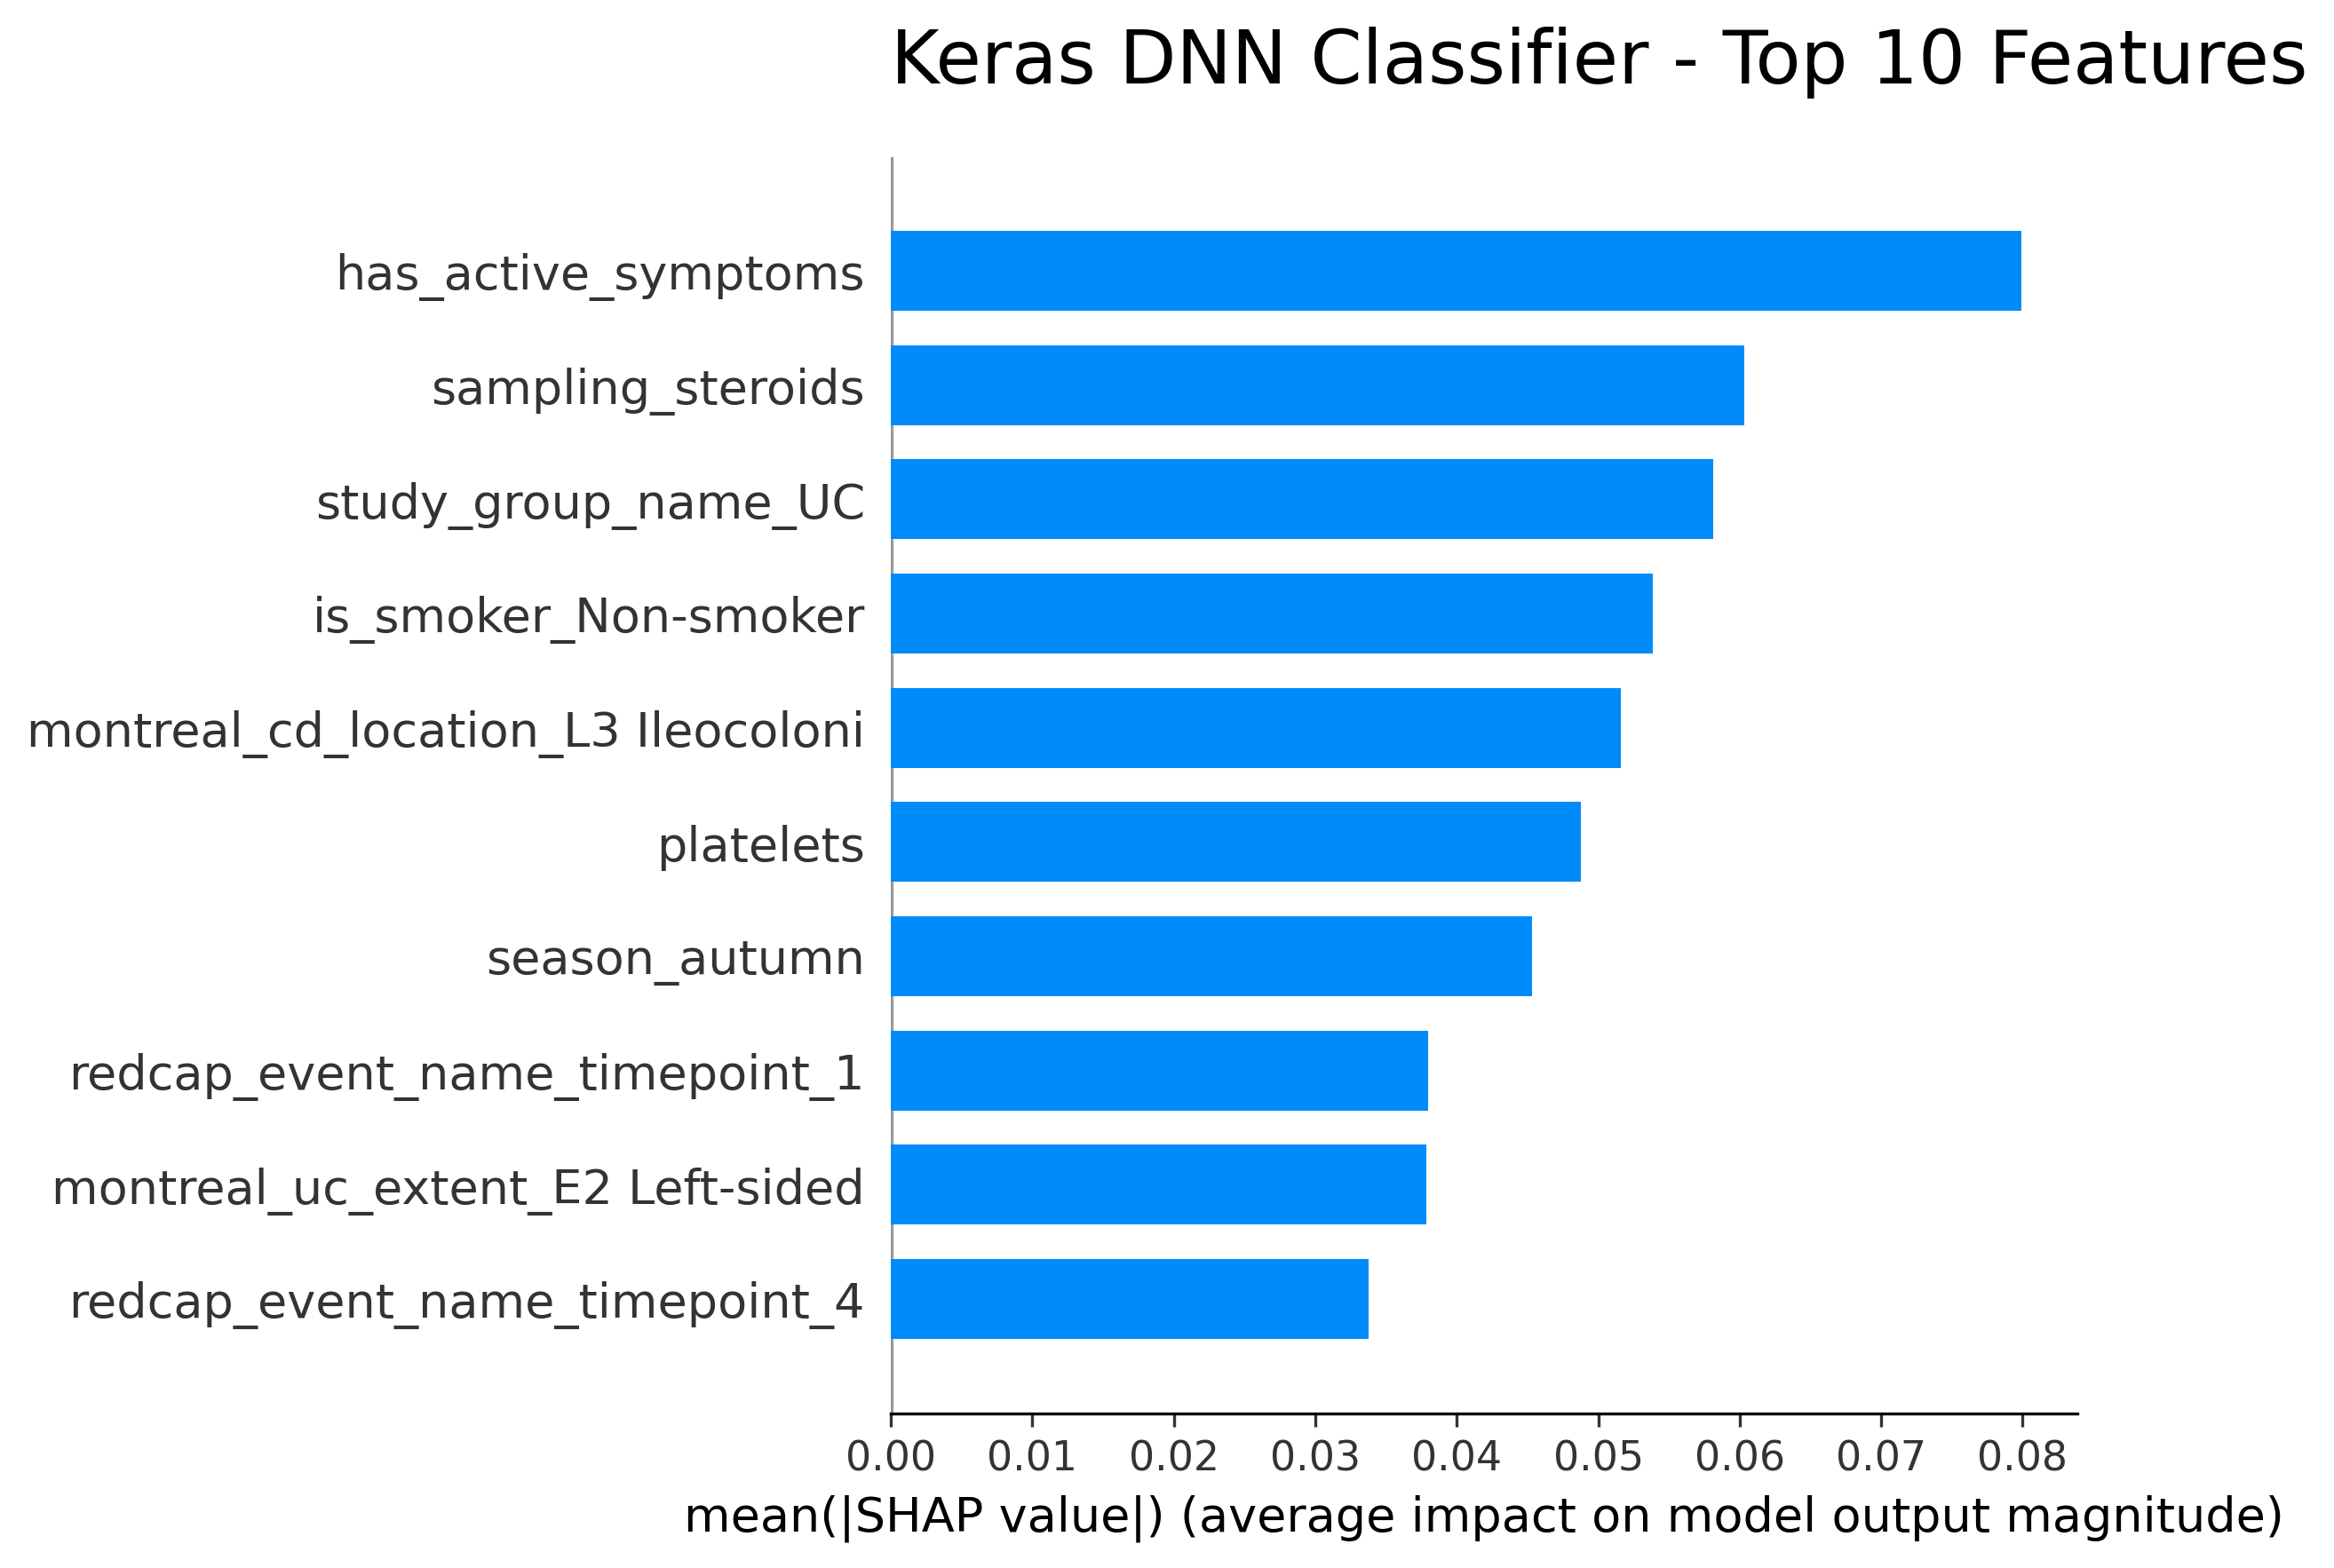 Keras DNN Classifier - Top 10 Features
has_active_symptoms
sampling_steroids
study_group_name_UC
is_smoker_Non-smoker
montreal_cd_location_L3 Ileocoloni
platelets
season_autumn
redcap_event_name_timepoint_1
montreal_uc_extent_E2 Left-sided
redcap_event_name_timepoint_4
0.00 0.01 0.02 0.03 0.04 0.05 0.06 0.07 0.08
mean(|SHAP value|) (average impact on model output magnitude)